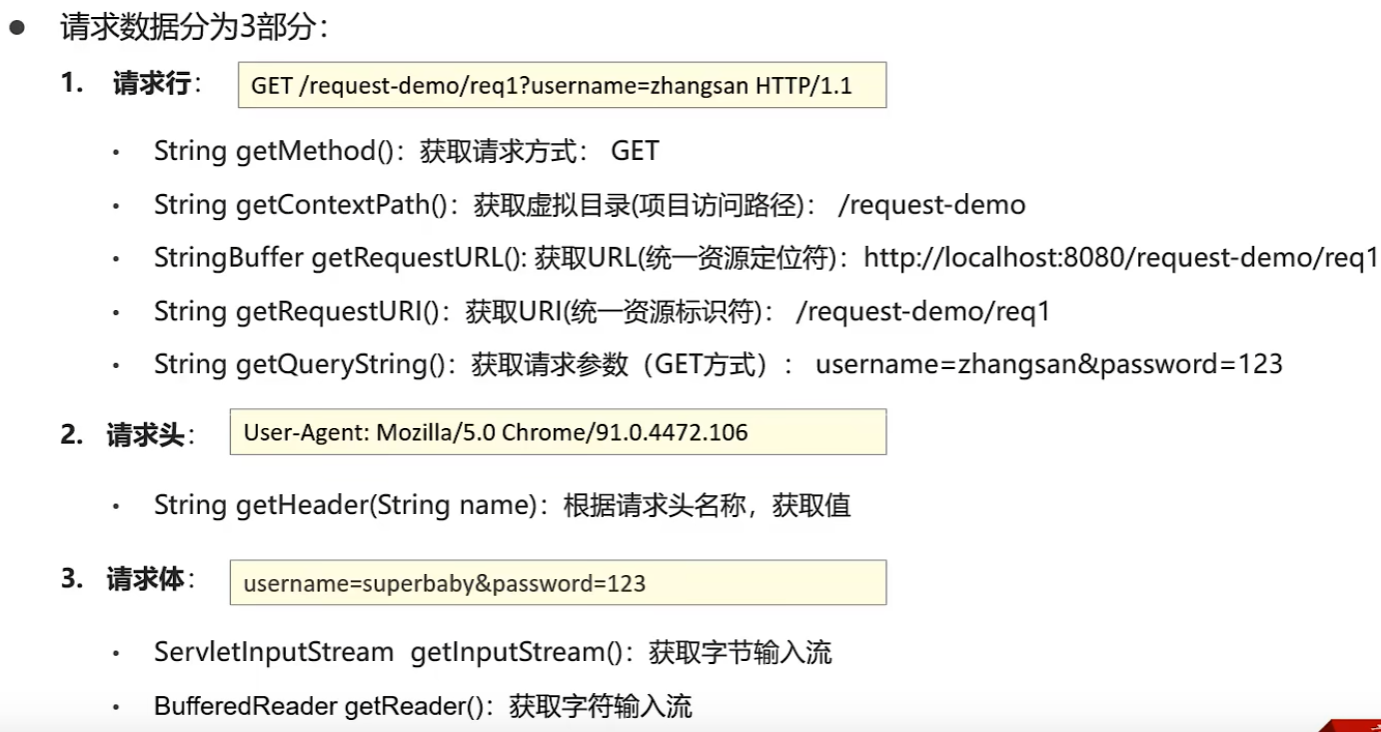 ● 请求数据分为3部分：
1. 请求行： GET /request-demo/req1?username=zhangsan HTTP/1.1
• String getMethod()：获取请求方式： GET
• String getContextPath()：获取虚拟目录(项目访问路径)： /request-demo
• StringBuffer getRequestURL(): 获取URL(统一资源定位符)：http://localhost:8080/request-demo/req1
• String getRequestURI()：获取URI(统一资源标识符)： /request-demo/req1
• String getQueryString()：获取请求参数（GET方式）： username=zhangsan&password=123
2. 请求头： User-Agent: Mozilla/5.0 Chrome/91.0.4472.106
• String getHeader(String name)：根据请求头名称，获取值
3. 请求体： username=superbaby&password=123
• ServletInputStream getInputStream()：获取字节输入流
• BufferedReader getReader()：获取字符输入流